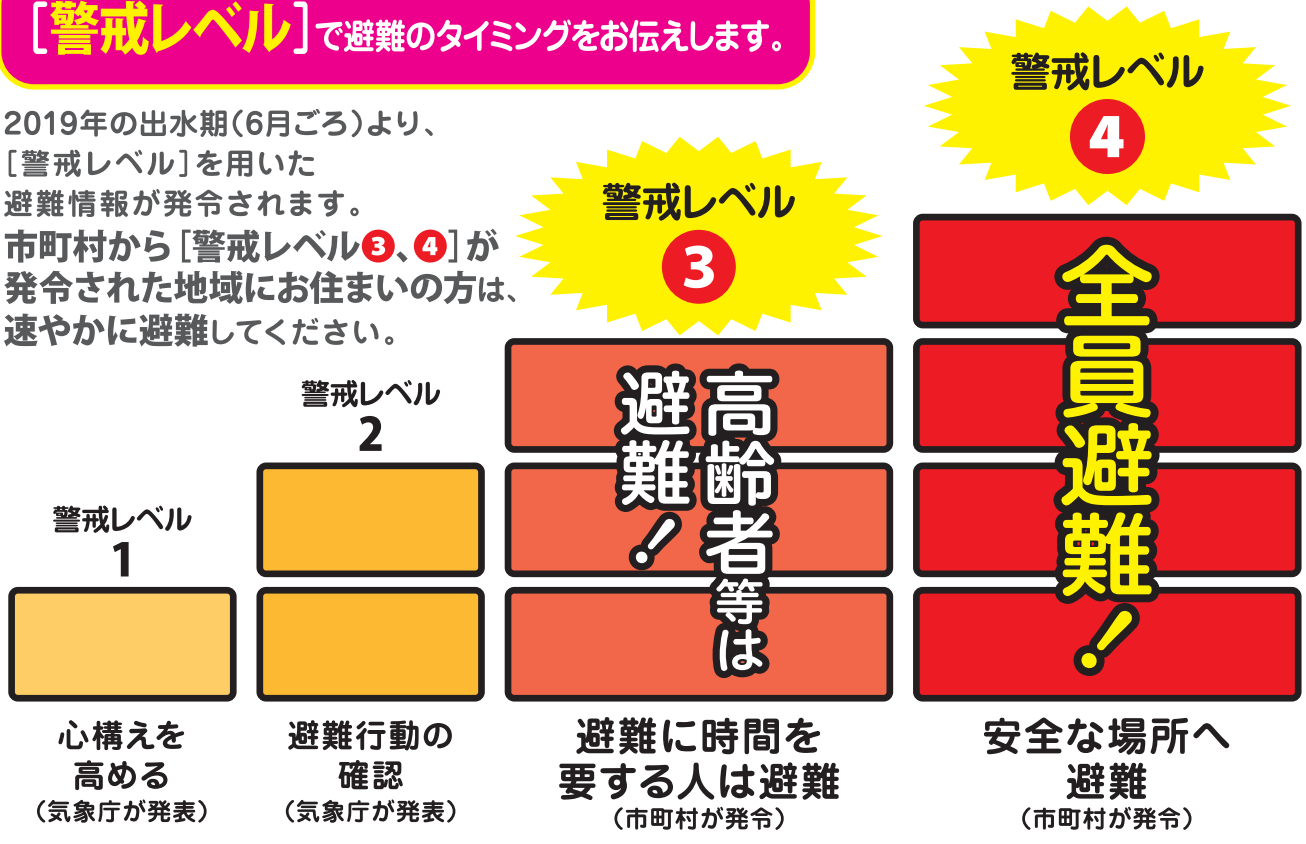 [警戒レベル]で避難のタイミングをお伝えします。
2019年の出水期(6月ごろ)より、
[警戒レベル]を用いた
避難情報が発令されます。
市町村から[警戒レベル3、4]が
発令された地域にお住まいの方は、
速やかに避難してください。
警戒レベル
1
心構えを
高める
(気象庁が発表)
警戒レベル
2
避難行動の
確認
(気象庁が発表)
警戒レベル
3
高齢者等は
避難!
避難に時間を
要する人は避難
(市町村が発令)
警戒レベル
4
全員避難!
安全な場所へ
避難
(市町村が発令)